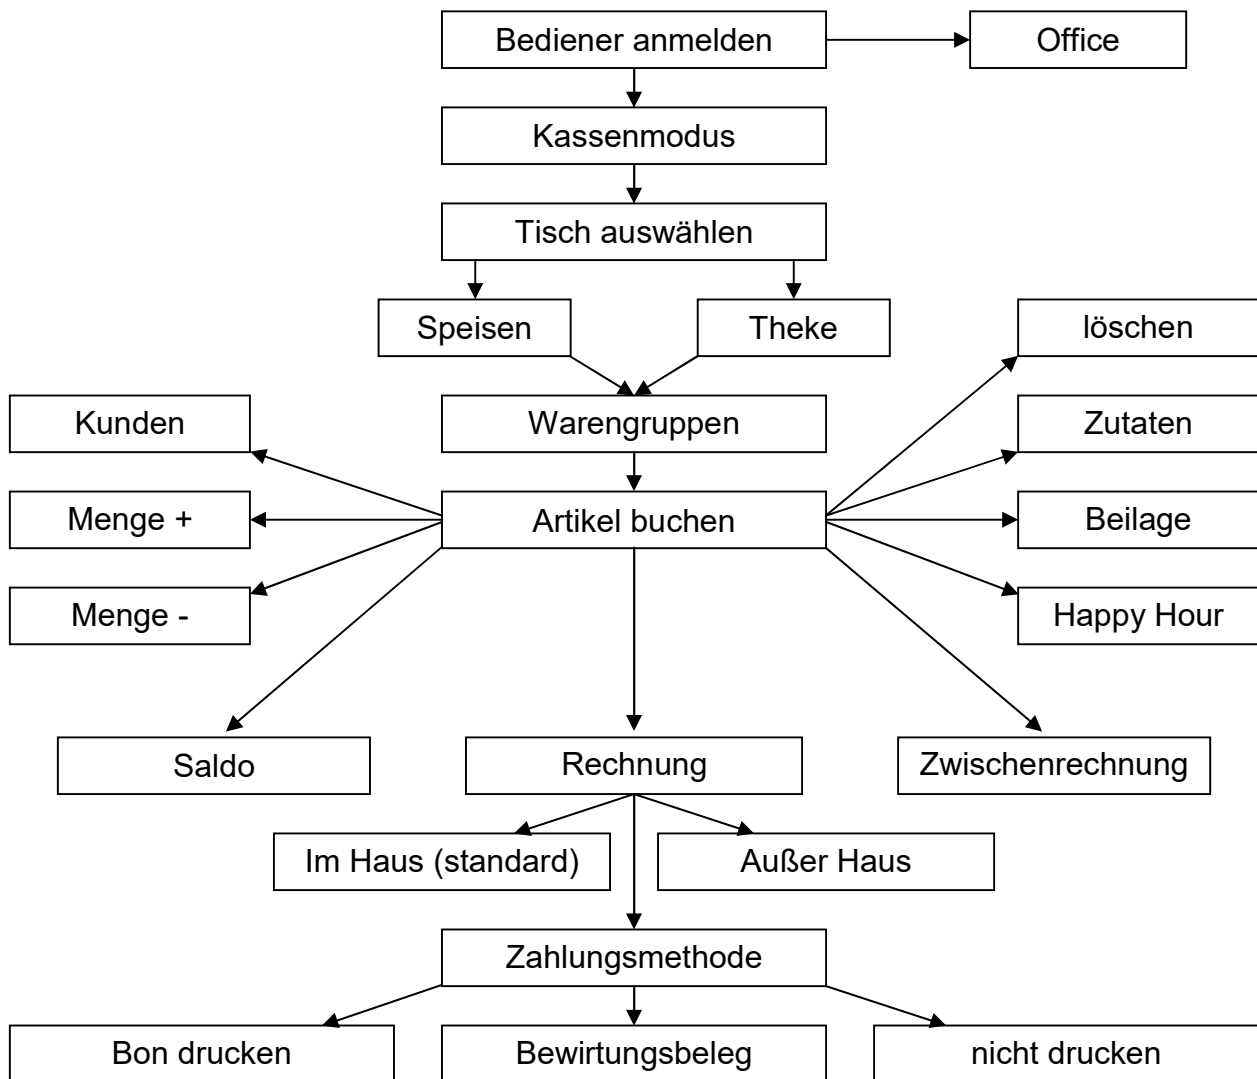 Bediener anmelden
Office
Kassenmodus
Tisch auswählen
Speisen
Theke
löschen
Kunden
Warengruppen
Zutaten
Menge +
Artikel buchen
Beilage
Menge -
Happy Hour
Saldo
Rechnung
Zwischenrechnung
Im Haus (standard)
Außer Haus
Zahlungsmethode
Bon drucken
Bewirtungsbeleg
nicht drucken